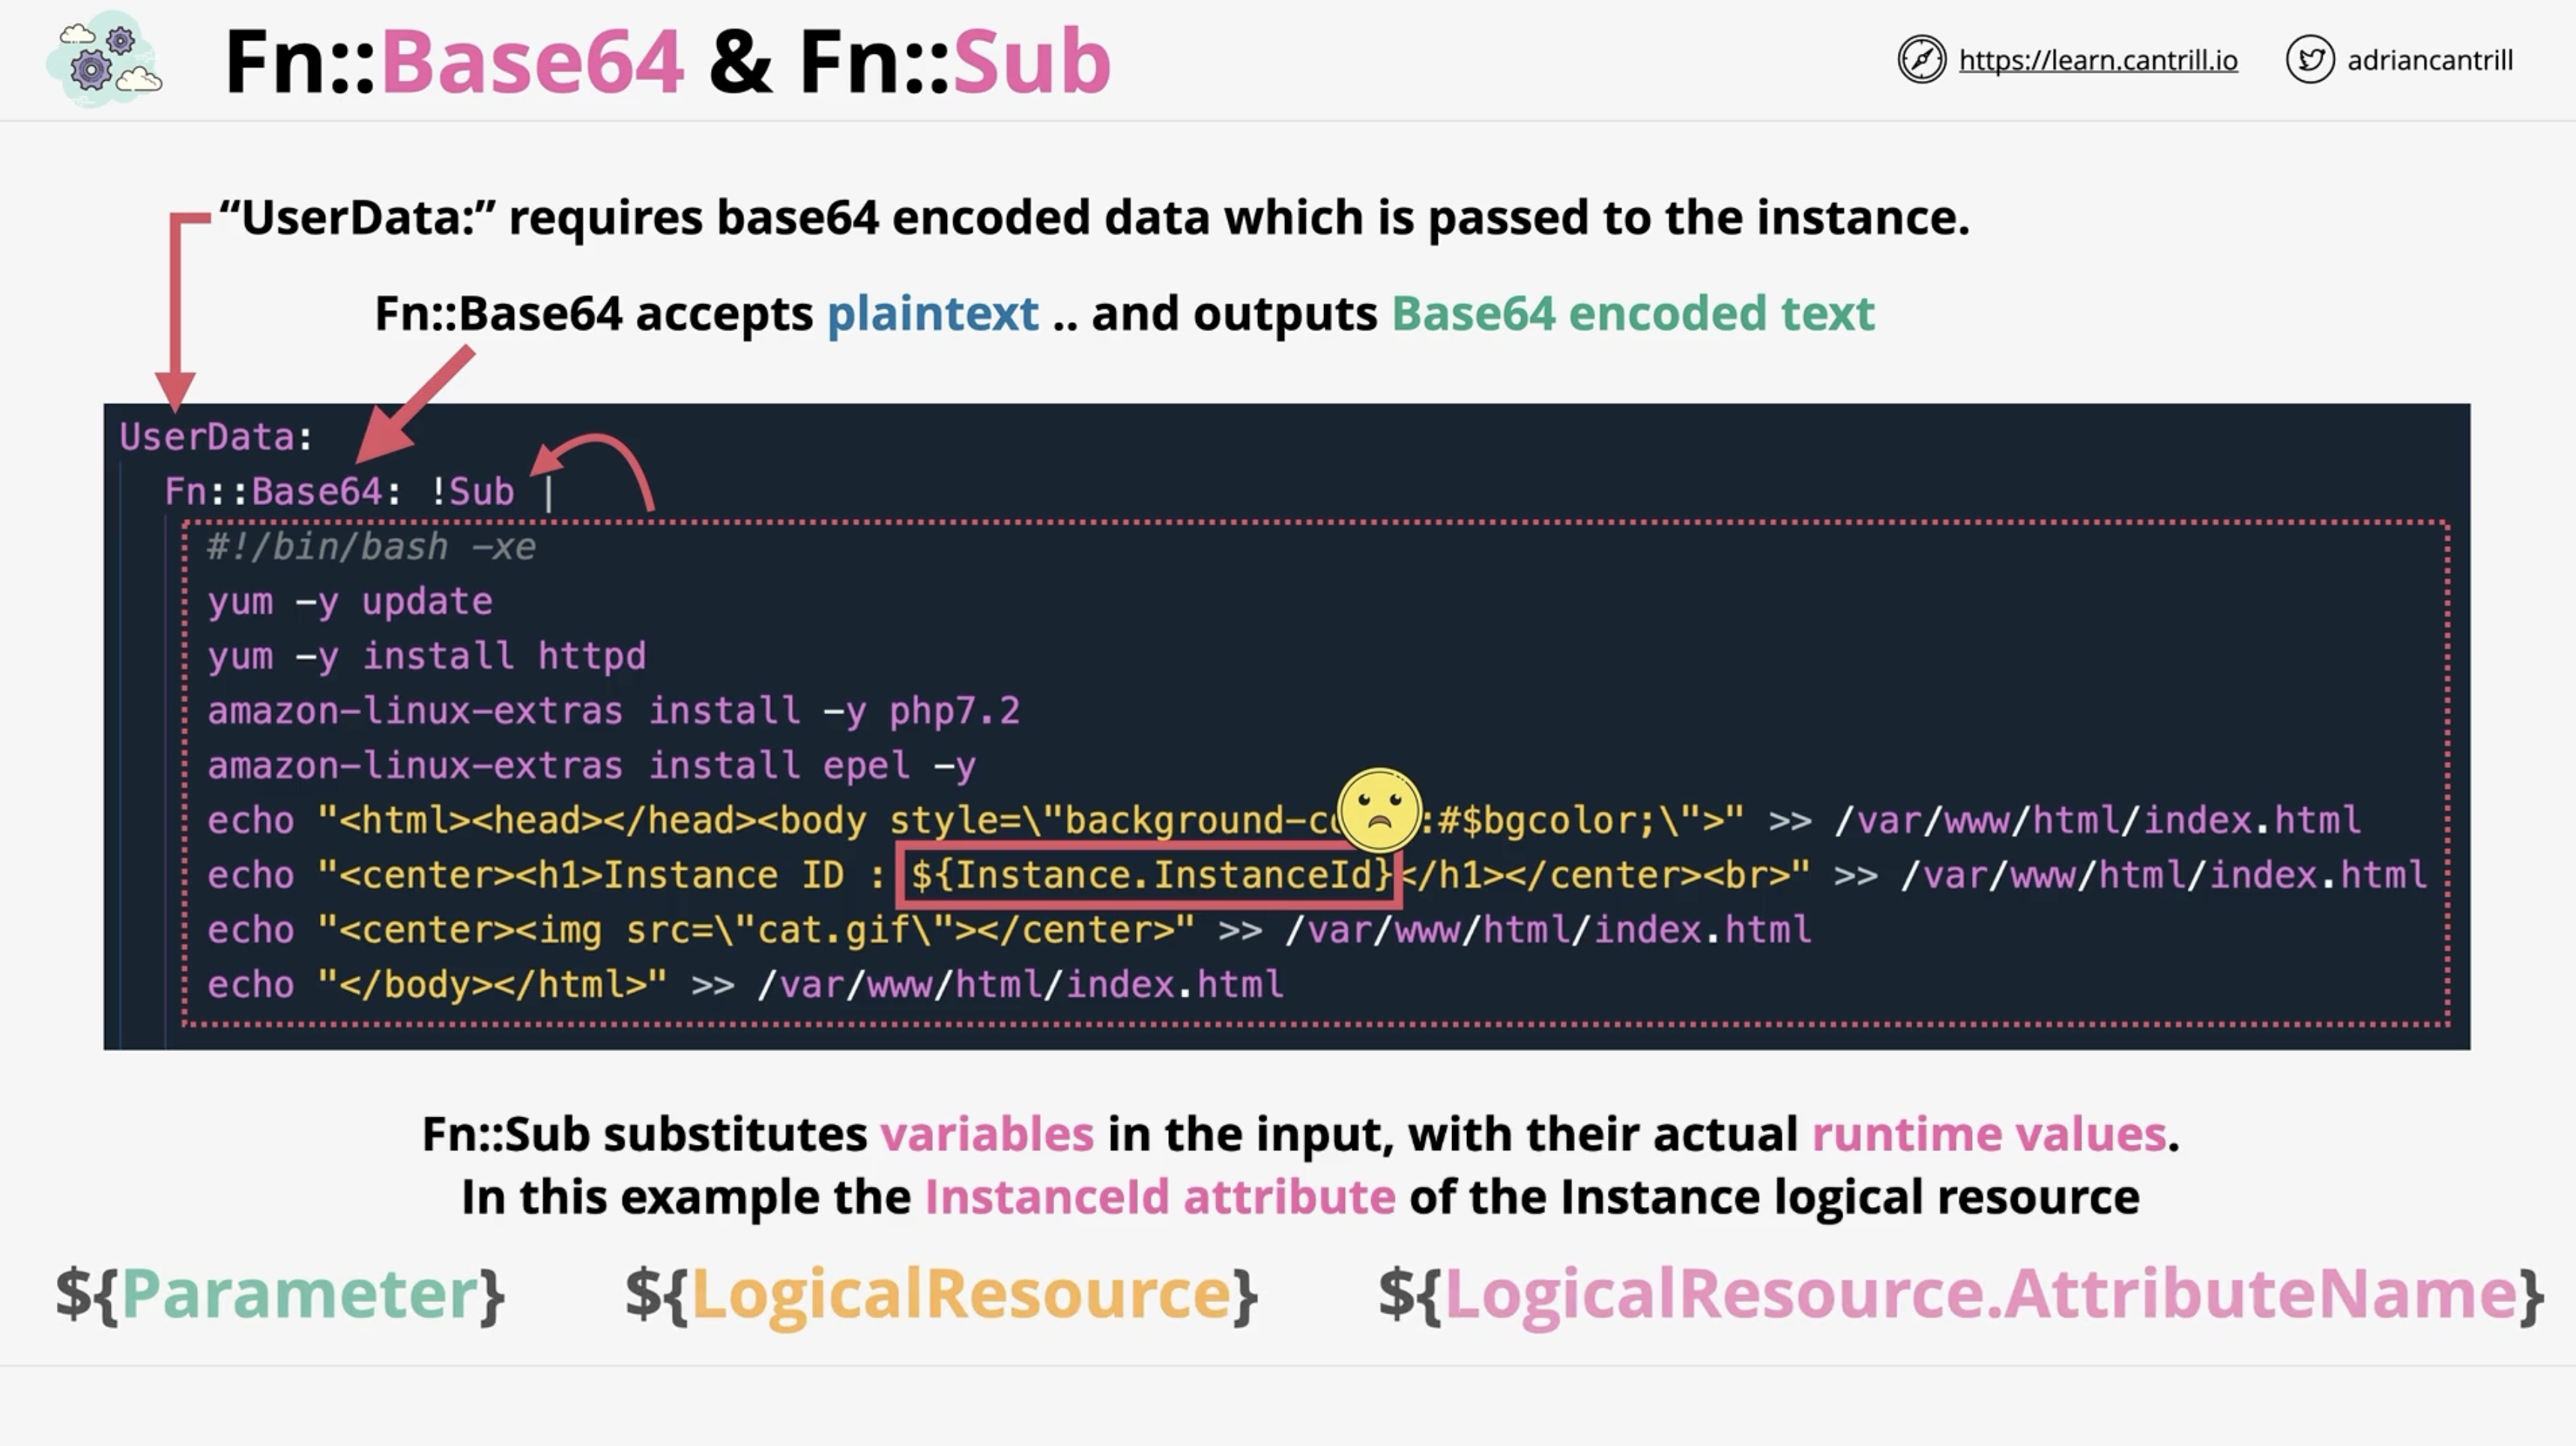 Fn::Base64 & Fn::Sub
https://learn.cantrill.io
adriancantrill
“UserData:” requires base64 encoded data which is passed to the instance.
Fn::Base64 accepts plaintext .. and outputs Base64 encoded text
UserData:
Fn::Base64: !Sub |
#!/bin/bash -xe
yum -y update
yum -y install httpd
amazon-linux-extras install -y php7.2
amazon-linux-extras install epel -y
echo "<html><head></head><body style=\"background-c :#$bgcolor;\">" >> /var/www/html/index.html
echo "<center><h1>Instance ID : ${Instance.InstanceId}</h1></center><br>" >> /var/www/html/index.html
echo "<center><img src=\"cat.gif\"></center>" >> /var/www/html/index.html
echo "</body></html>" >> /var/www/html/index.html
Fn::Sub substitutes variables in the input, with their actual runtime values.
In this example the InstanceId attribute of the Instance logical resource
${Parameter} ${LogicalResource} ${LogicalResource.AttributeName}